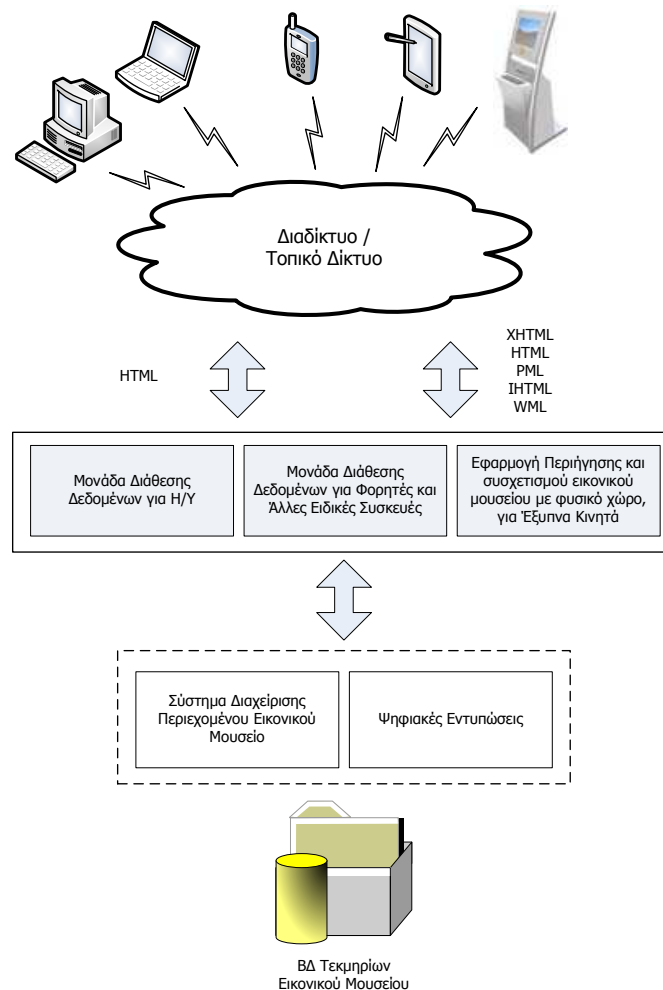 Διαδίκτυο /
Τοπικό Δίκτυο
HTML
XHTML
HTML
PML
IHTML
WML
Μονάδα Διάθεσης
Δεδομένων για Η/Υ
Μονάδα Διάθεσης
Δεδομένων για Φορητές και
Άλλες Ειδικές Συσκευές
Εφαρμογή Περιήγησης και
συσχετισμού εικονικού
μουσείου με φυσικό χώρο,
για Έξυπνα Κινητά
Σύστημα Διαχείρισης
Περιεχομένου Εικονικού
Μουσείο
Ψηφιακές Εντυπώσεις
ΒΔ Τεκμηρίων
Εικονικού Μουσείου